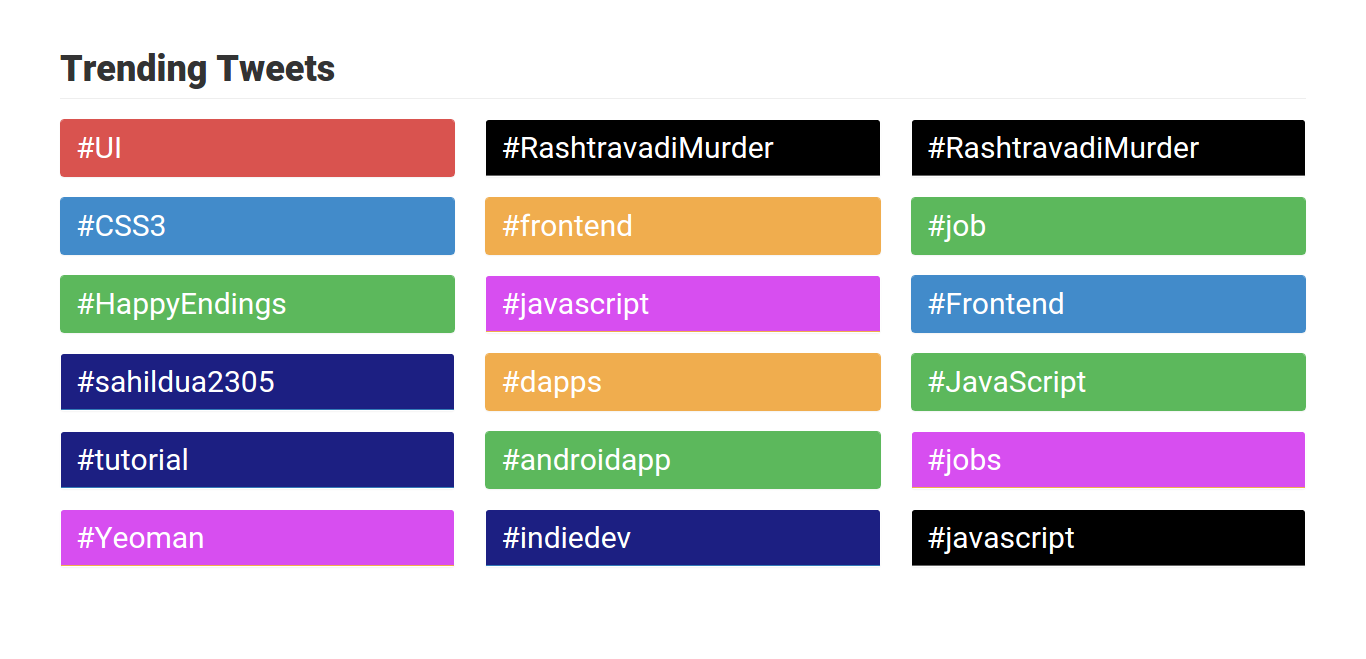 Trending Tweets
#UI
#RashtravadiMurder
#RashtravadiMurder
#CSS3
#frontend
#job
#HappyEndings
#javascript
#Frontend
#sahildua2305
#dapps
#JavaScript
#tutorial
#androidapp
#jobs
#Yeoman
#indiedev
#javascript